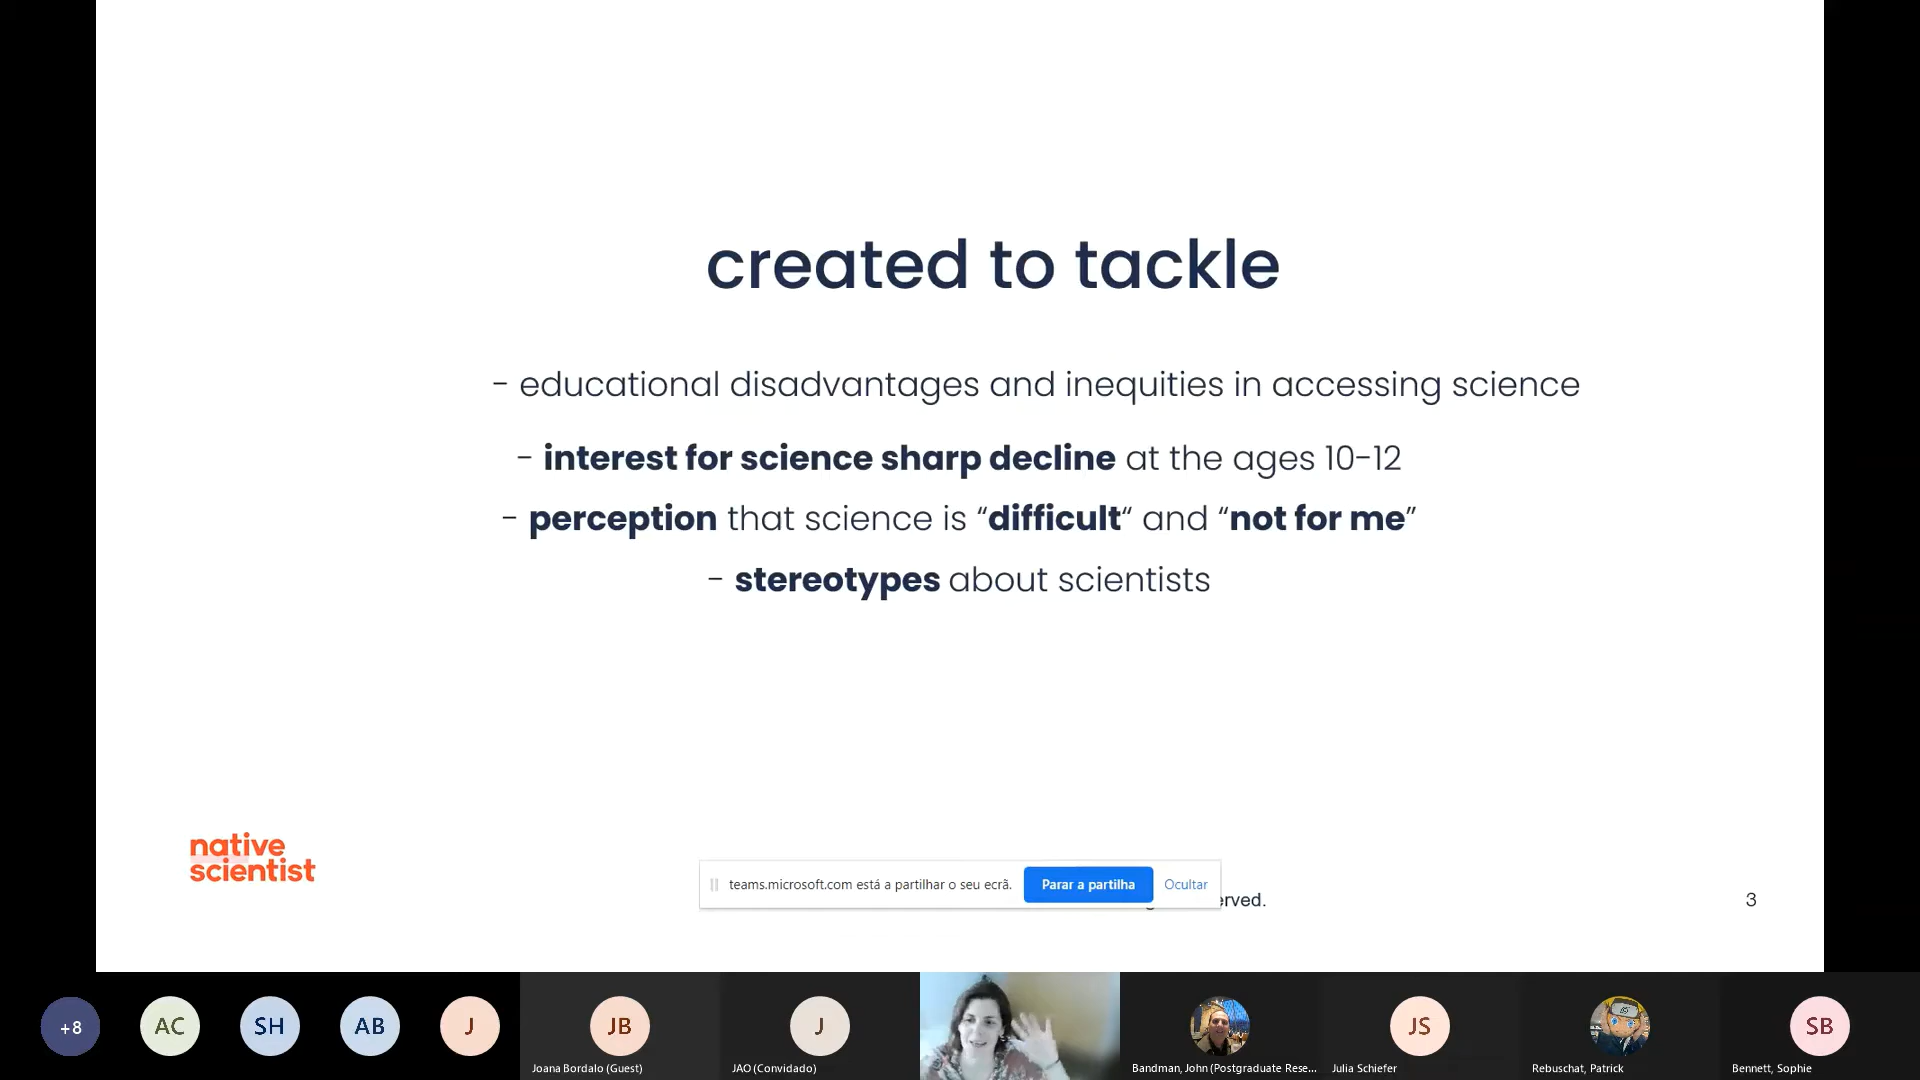 created to tackle
- educational disadvantages and inequities in accessing science
- interest for science sharp decline at the ages 10-12
- perception that science is “difficult“ and “not for me”
- stereotypes about scientists
native
scientist
teams.microsoft.com está a partilhar o seu ecrã.
Parar a partilha
Ocultar
erved.
3
+8
AC
SH
AB
J
JB
J
JS
SB
Joana Bordalo (Guest)
JAO (Convidado)
Bandman, John (Postgraduate Rese...
Julia Schiefer
Rebuschat, Patrick
Bennett, Sophie